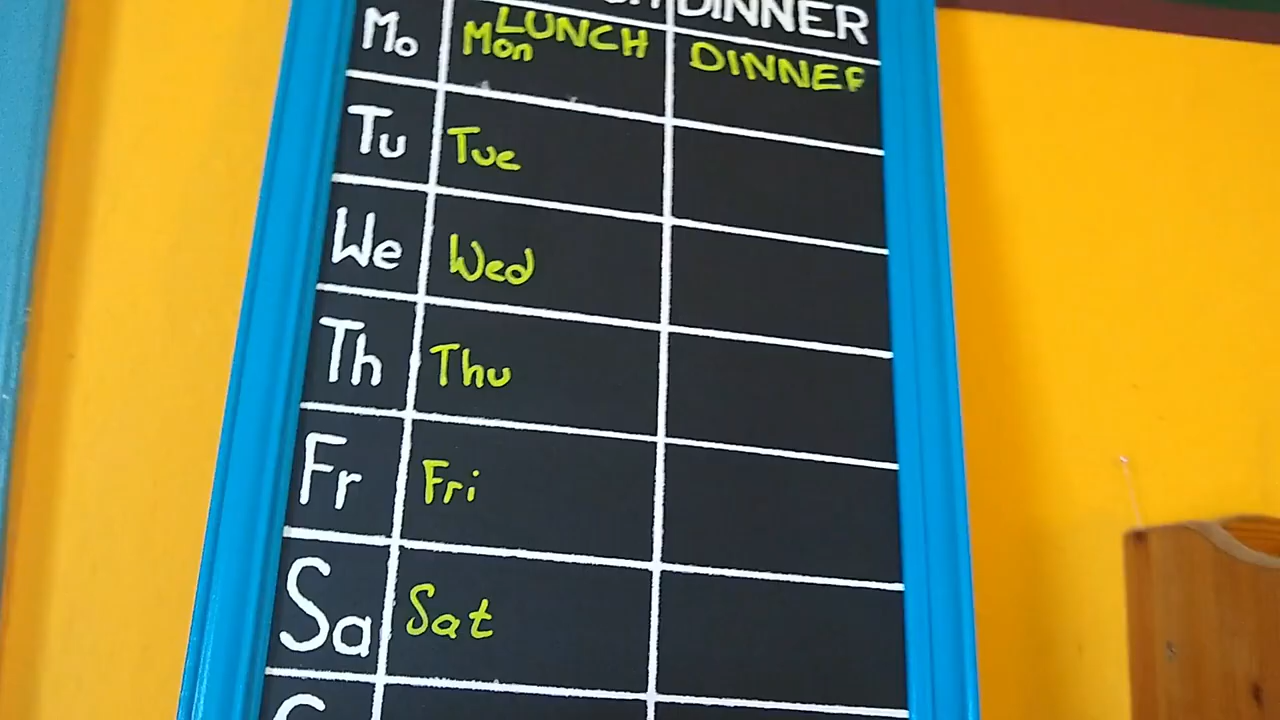 DINNER
Mo Mon LUNCH DINNER
Tu Tue
We Wed
Th Thu
Fr Fri
Sa Sat